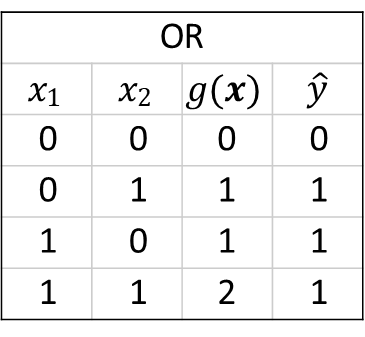 OR
x₁ x₂ g(𝒙) ŷ
0 0 0 0
0 1 1 1
1 0 1 1
1 1 2 1